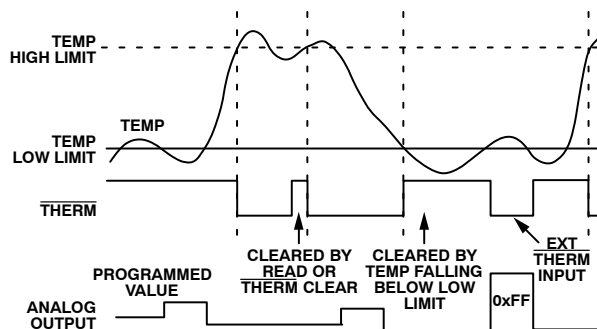 TEMP
HIGH LIMIT
TEMP
TEMP
LOW LIMIT
THERM
CLEARED BY
READ OR
THERM CLEAR
CLEARED BY
TEMP FALLING
BELOW LOW
LIMIT
EXT
THERM
INPUT
PROGRAMMED
VALUE
0xFF
ANALOG
OUTPUT